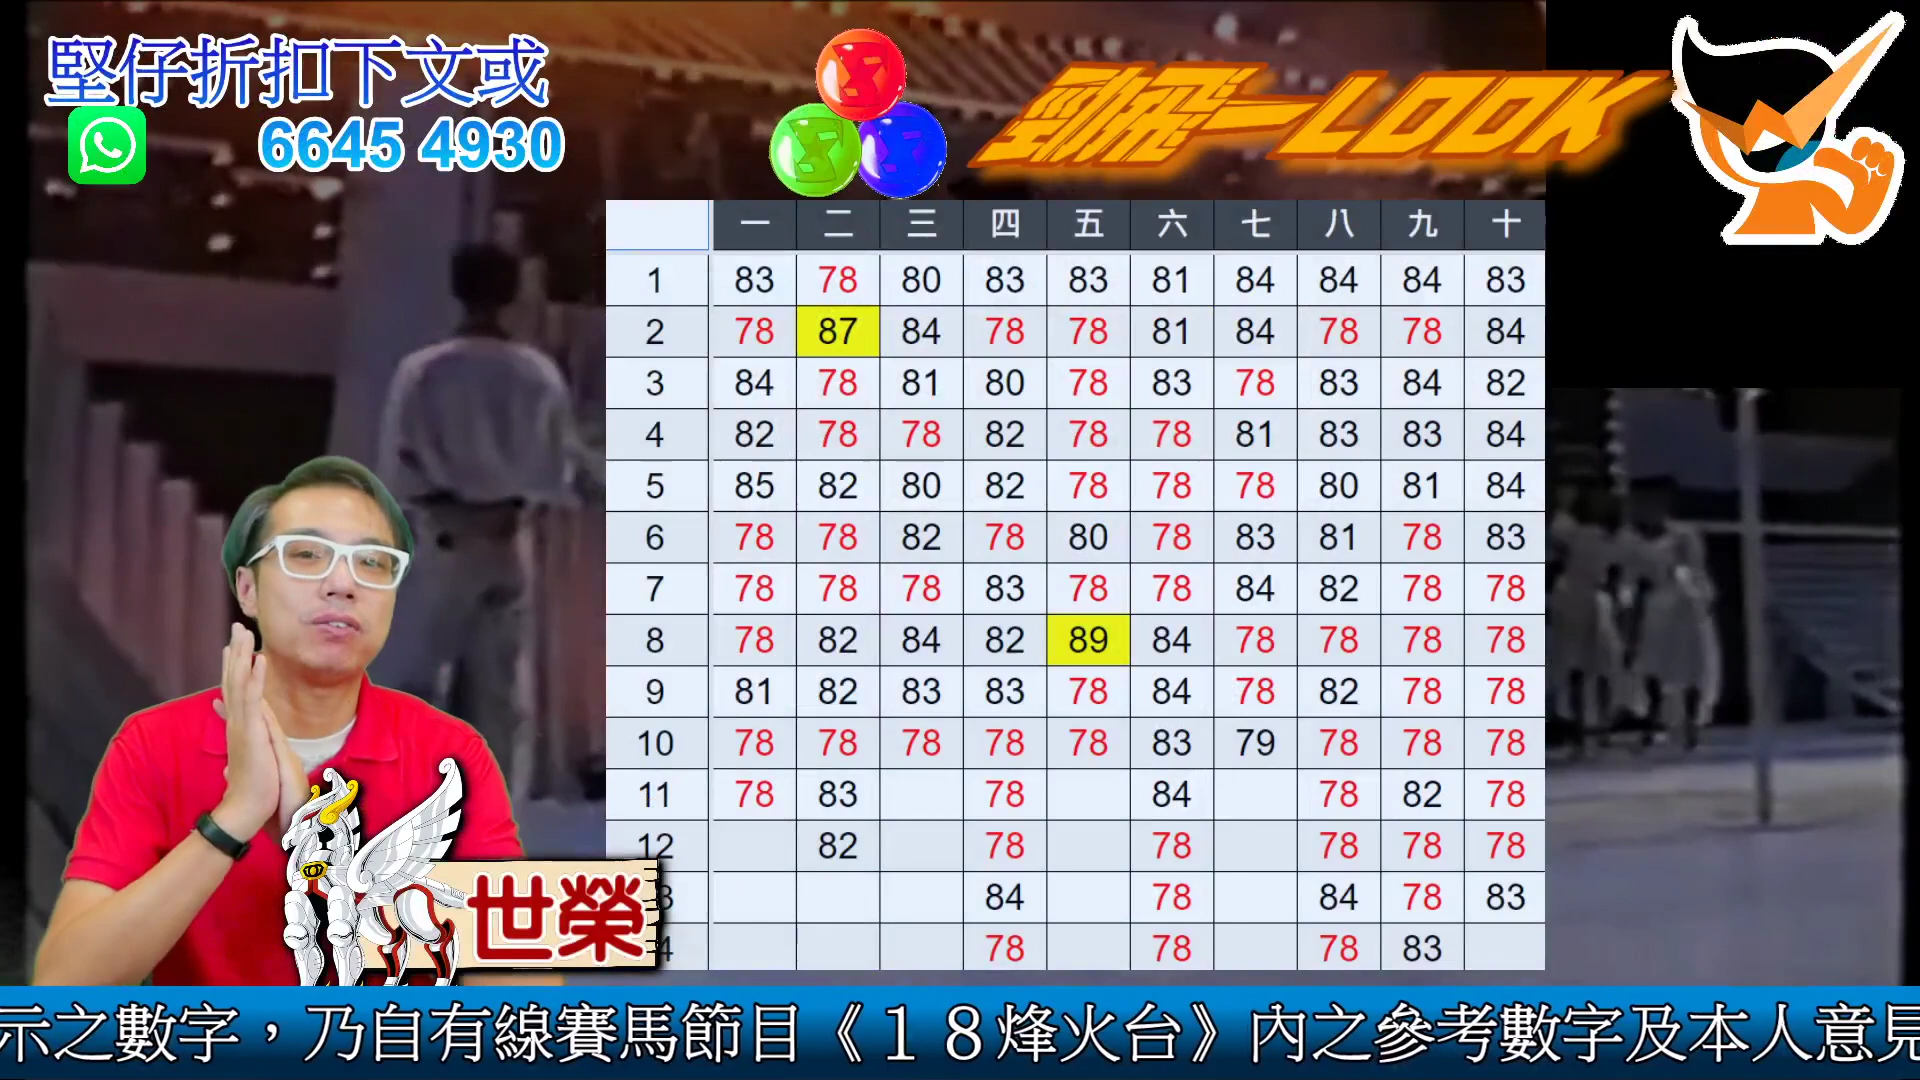 堅仔折扣下文或
6645 4930
勁飛一LOOK
一 二 三 四 五 六 七 八 九 十
1 83 78 80 83 83 81 84 84 84 83
2 78 87 84 78 78 81 84 78 78 84
3 84 78 81 80 78 83 78 83 84 82
4 82 78 78 82 78 78 81 83 83 84
5 85 82 80 82 78 78 78 80 81 84
6 78 78 82 78 80 78 83 81 78 83
7 78 78 78 83 78 78 84 82 78 78
8 78 82 84 82 89 84 78 78 78 78
9 81 82 83 83 78 84 78 82 78 78
10 78 78 78 78 78 83 79 78 78 78
11 78 83 78 84 78 82 78
12 82 78 78 78 78 78
3 84 78 84 78 83
4 78 78 78 83
世榮
示之數字，乃自有線賽馬節目《１８烽火台》內之參考數字及本人意見